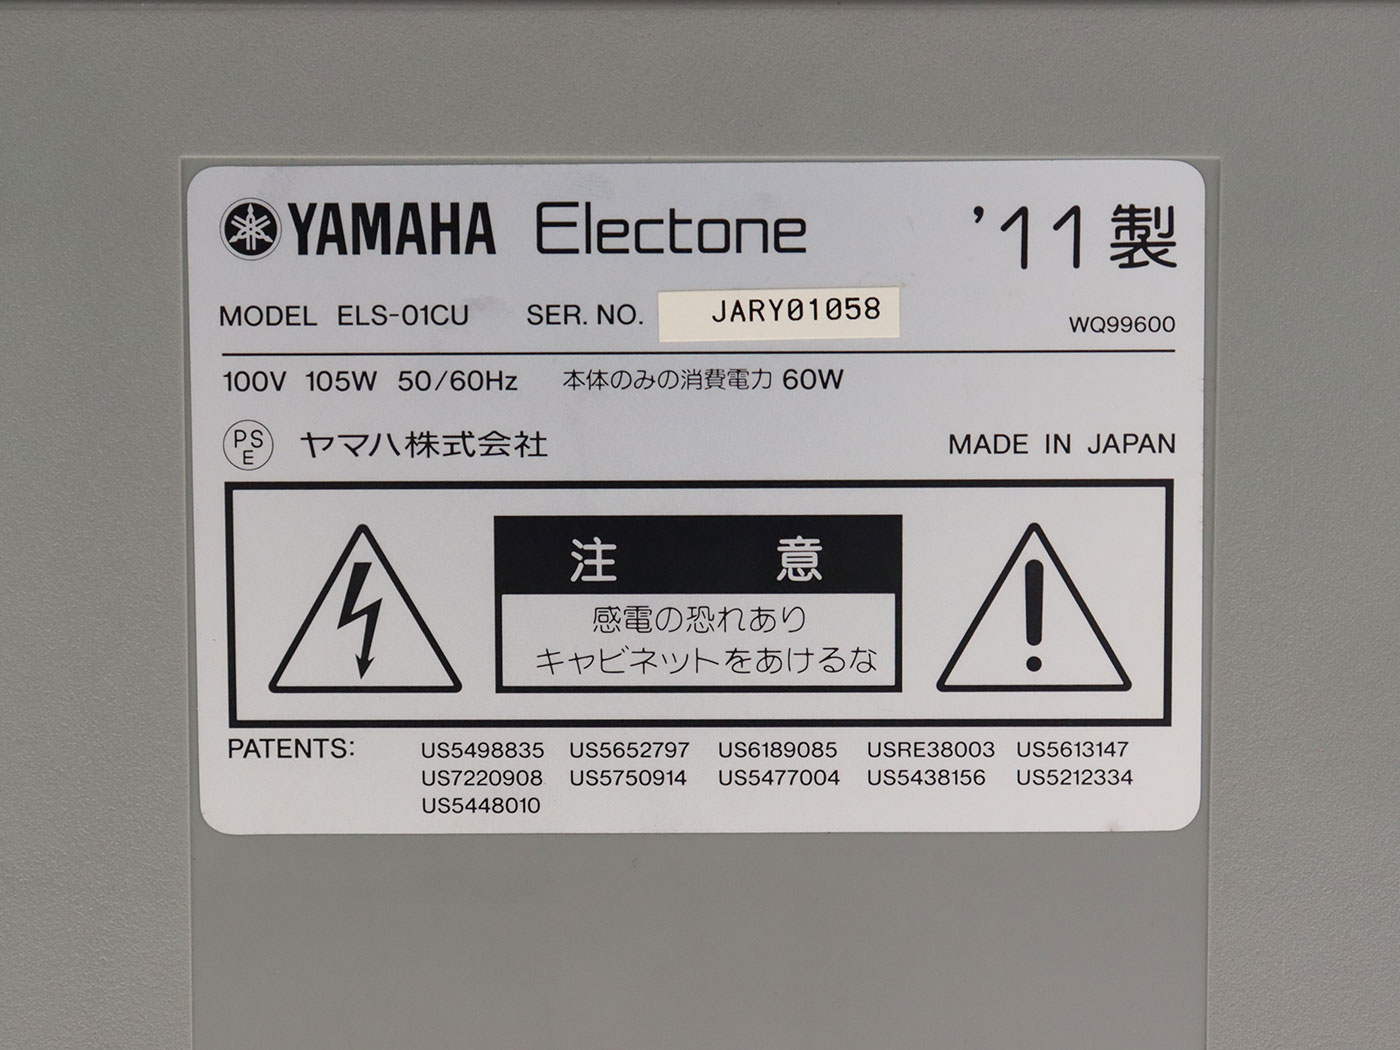 YAMAHA Electone '11製
MODEL ELS-01CU SER. NO. JARY01058 WQ99600
100V 105W 50/60Hz 本体のみの消費電力 60W
PSE ヤマハ株式会社 MADE IN JAPAN
注意
感電の恐れあり
キャビネットをあけるな
PATENTS: US5498835 US5652797 US6189085 USRE38003 US5613147
US7220908 US5750914 US5477004 US5438156 US5212334
US5448010